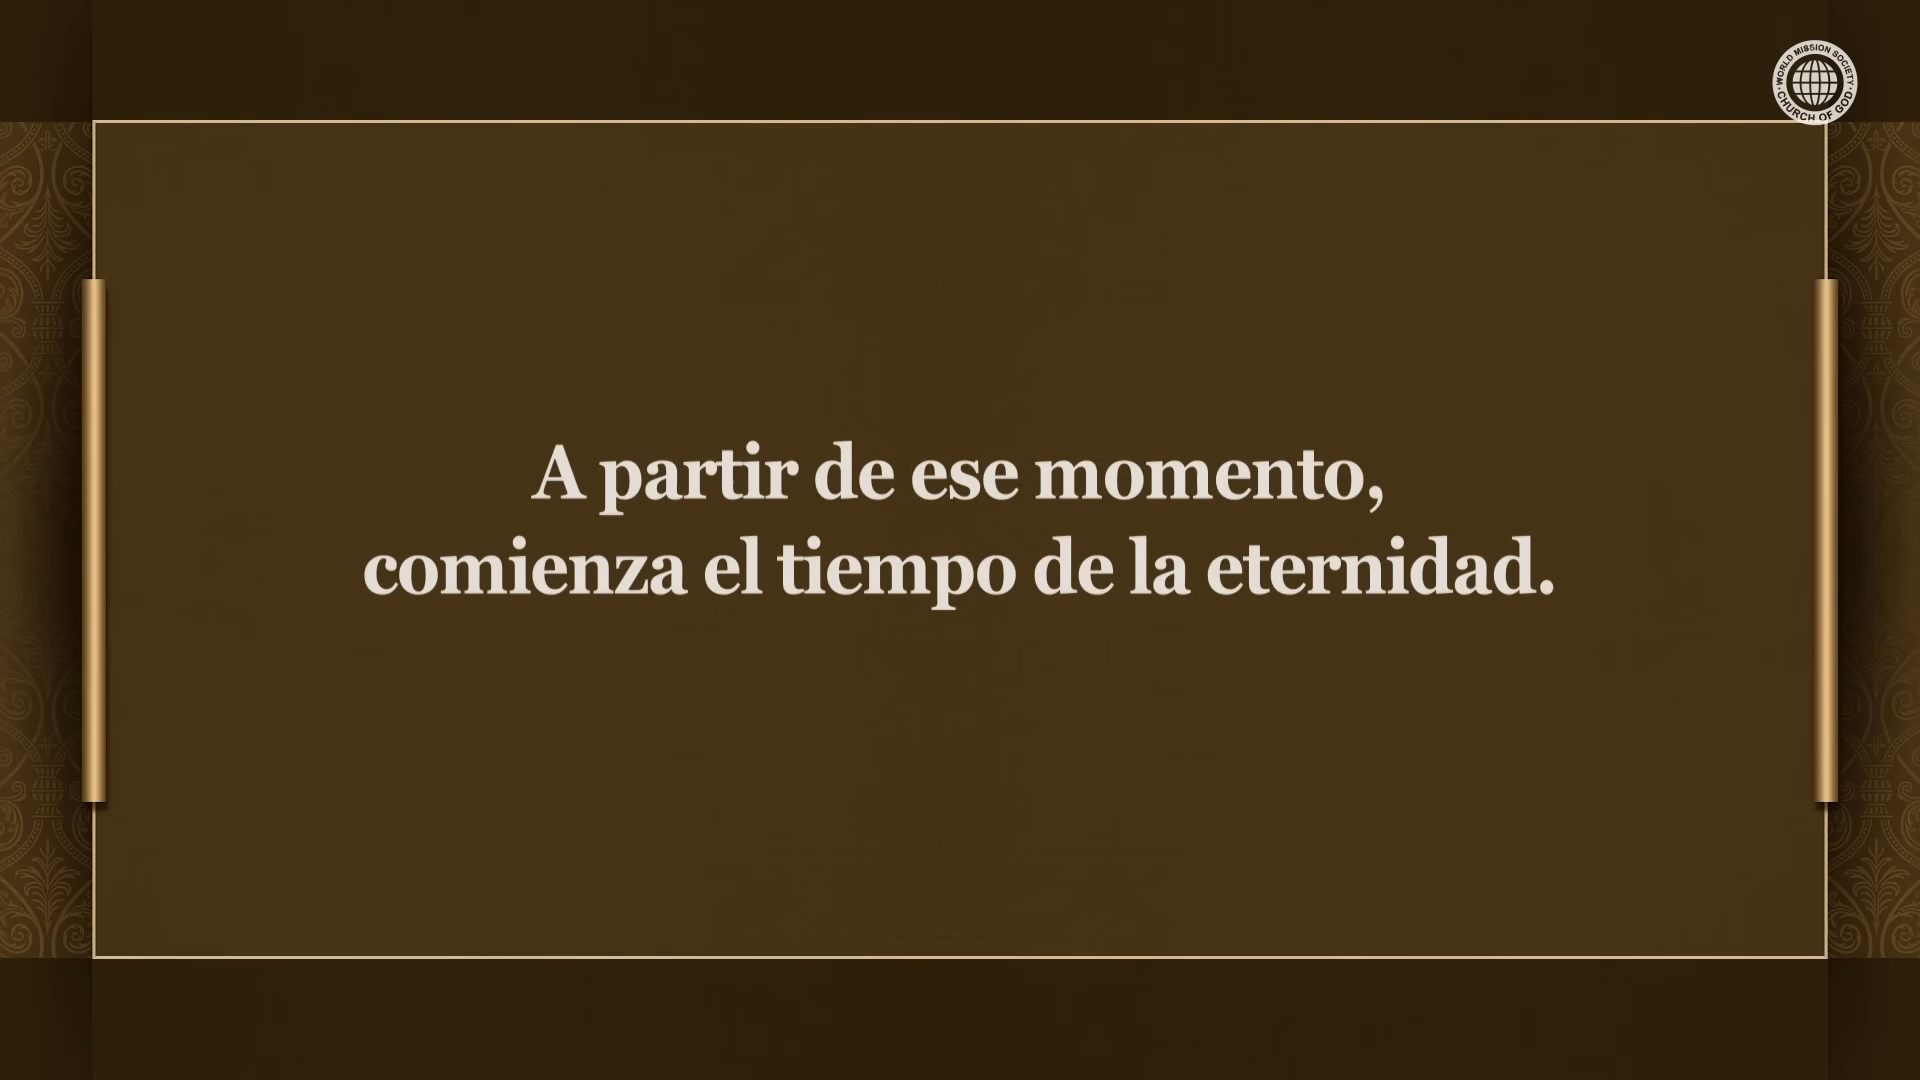 WORLD MISSION SOCIETY
CHURCH OF GOD
A partir de ese momento,
comienza el tiempo de la eternidad.